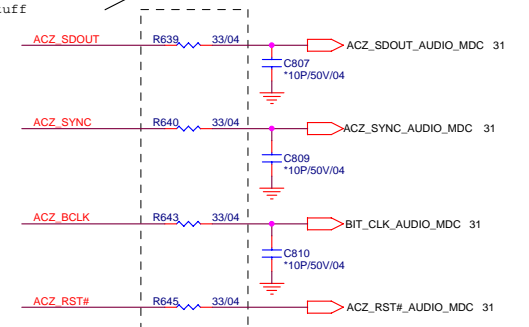 uff
ACZ_SDOUT R639 33/04 ACZ_SDOUT_AUDIO_MDC 31
C807
*10P/50V/04
ACZ_SYNC R640 33/04 ACZ_SYNC_AUDIO_MDC 31
C809
*10P/50V/04
ACZ_BCLK R643 33/04 BIT_CLK_AUDIO_MDC 31
C810
*10P/50V/04
ACZ_RST# R645 33/04 ACZ_RST#_AUDIO_MDC 31